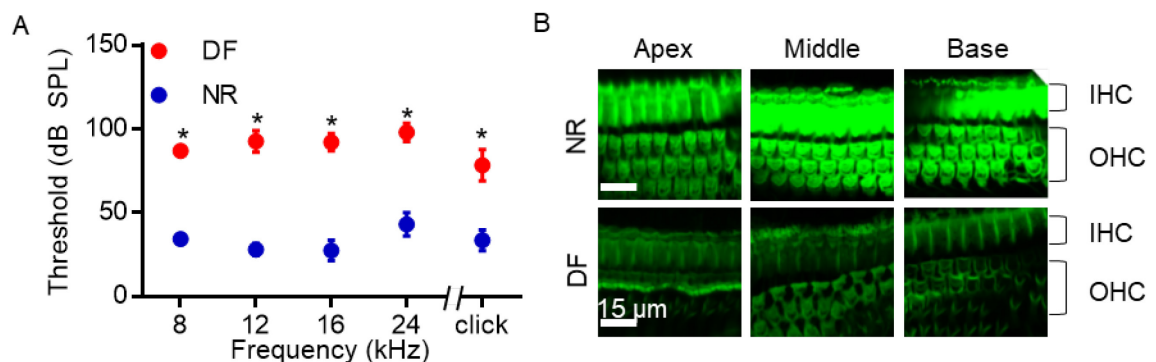 A
Threshold (dB SPL)
150
100
50
0
DF
NR
*
*
*
*
*
8
12
16
24
click
Frequency (kHz)
B
Apex
Middle
Base
NR
IHC
OHC
DF
15 μm
IHC
OHC